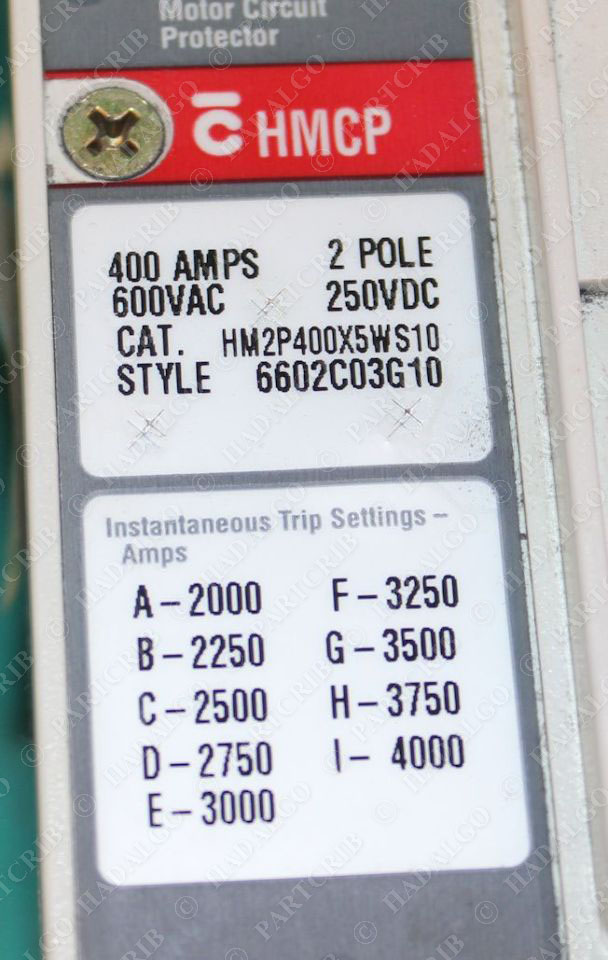 Motor Circuit
Protector
C HMCP
400 AMPS 2 POLE
600VAC 250VDC
CAT. HM2P400X5WS10
STYLE 6602C03G10
Instantaneous Trip Settings –
Amps
A – 2000 F – 3250
B – 2250 G – 3500
C – 2500 H – 3750
D – 2750 I – 4000
E – 3000